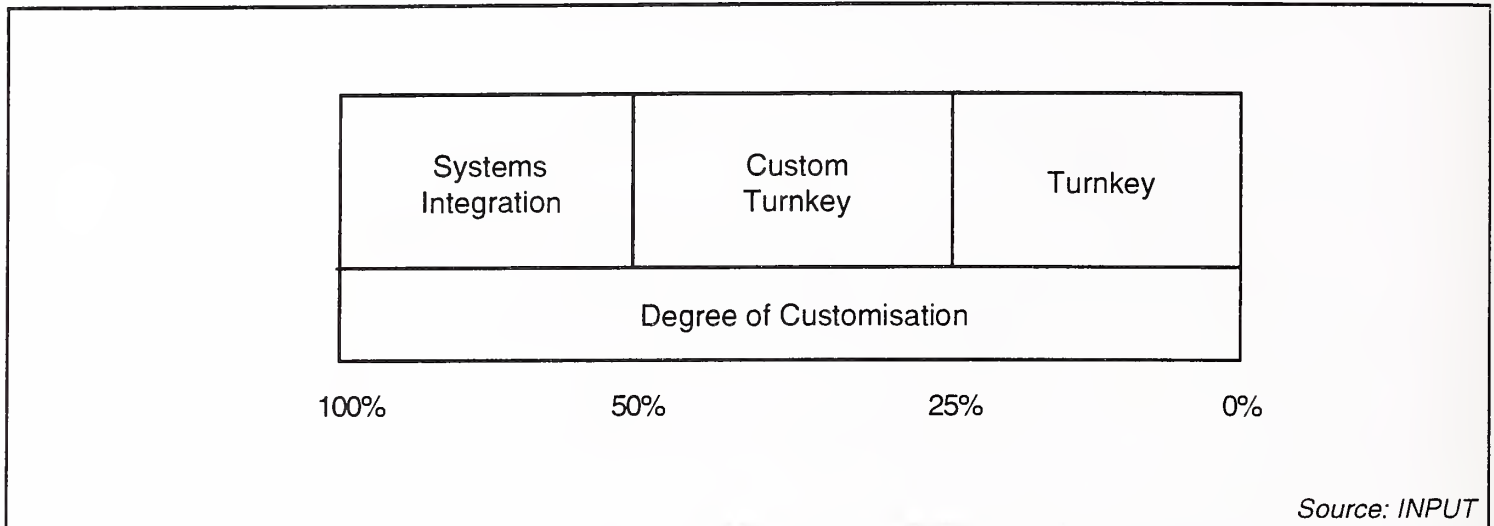 Systems
Integration
Custom
Turnkey
Turnkey
Degree of Customisation
100% 50% 25% 0%
Source: INPUT